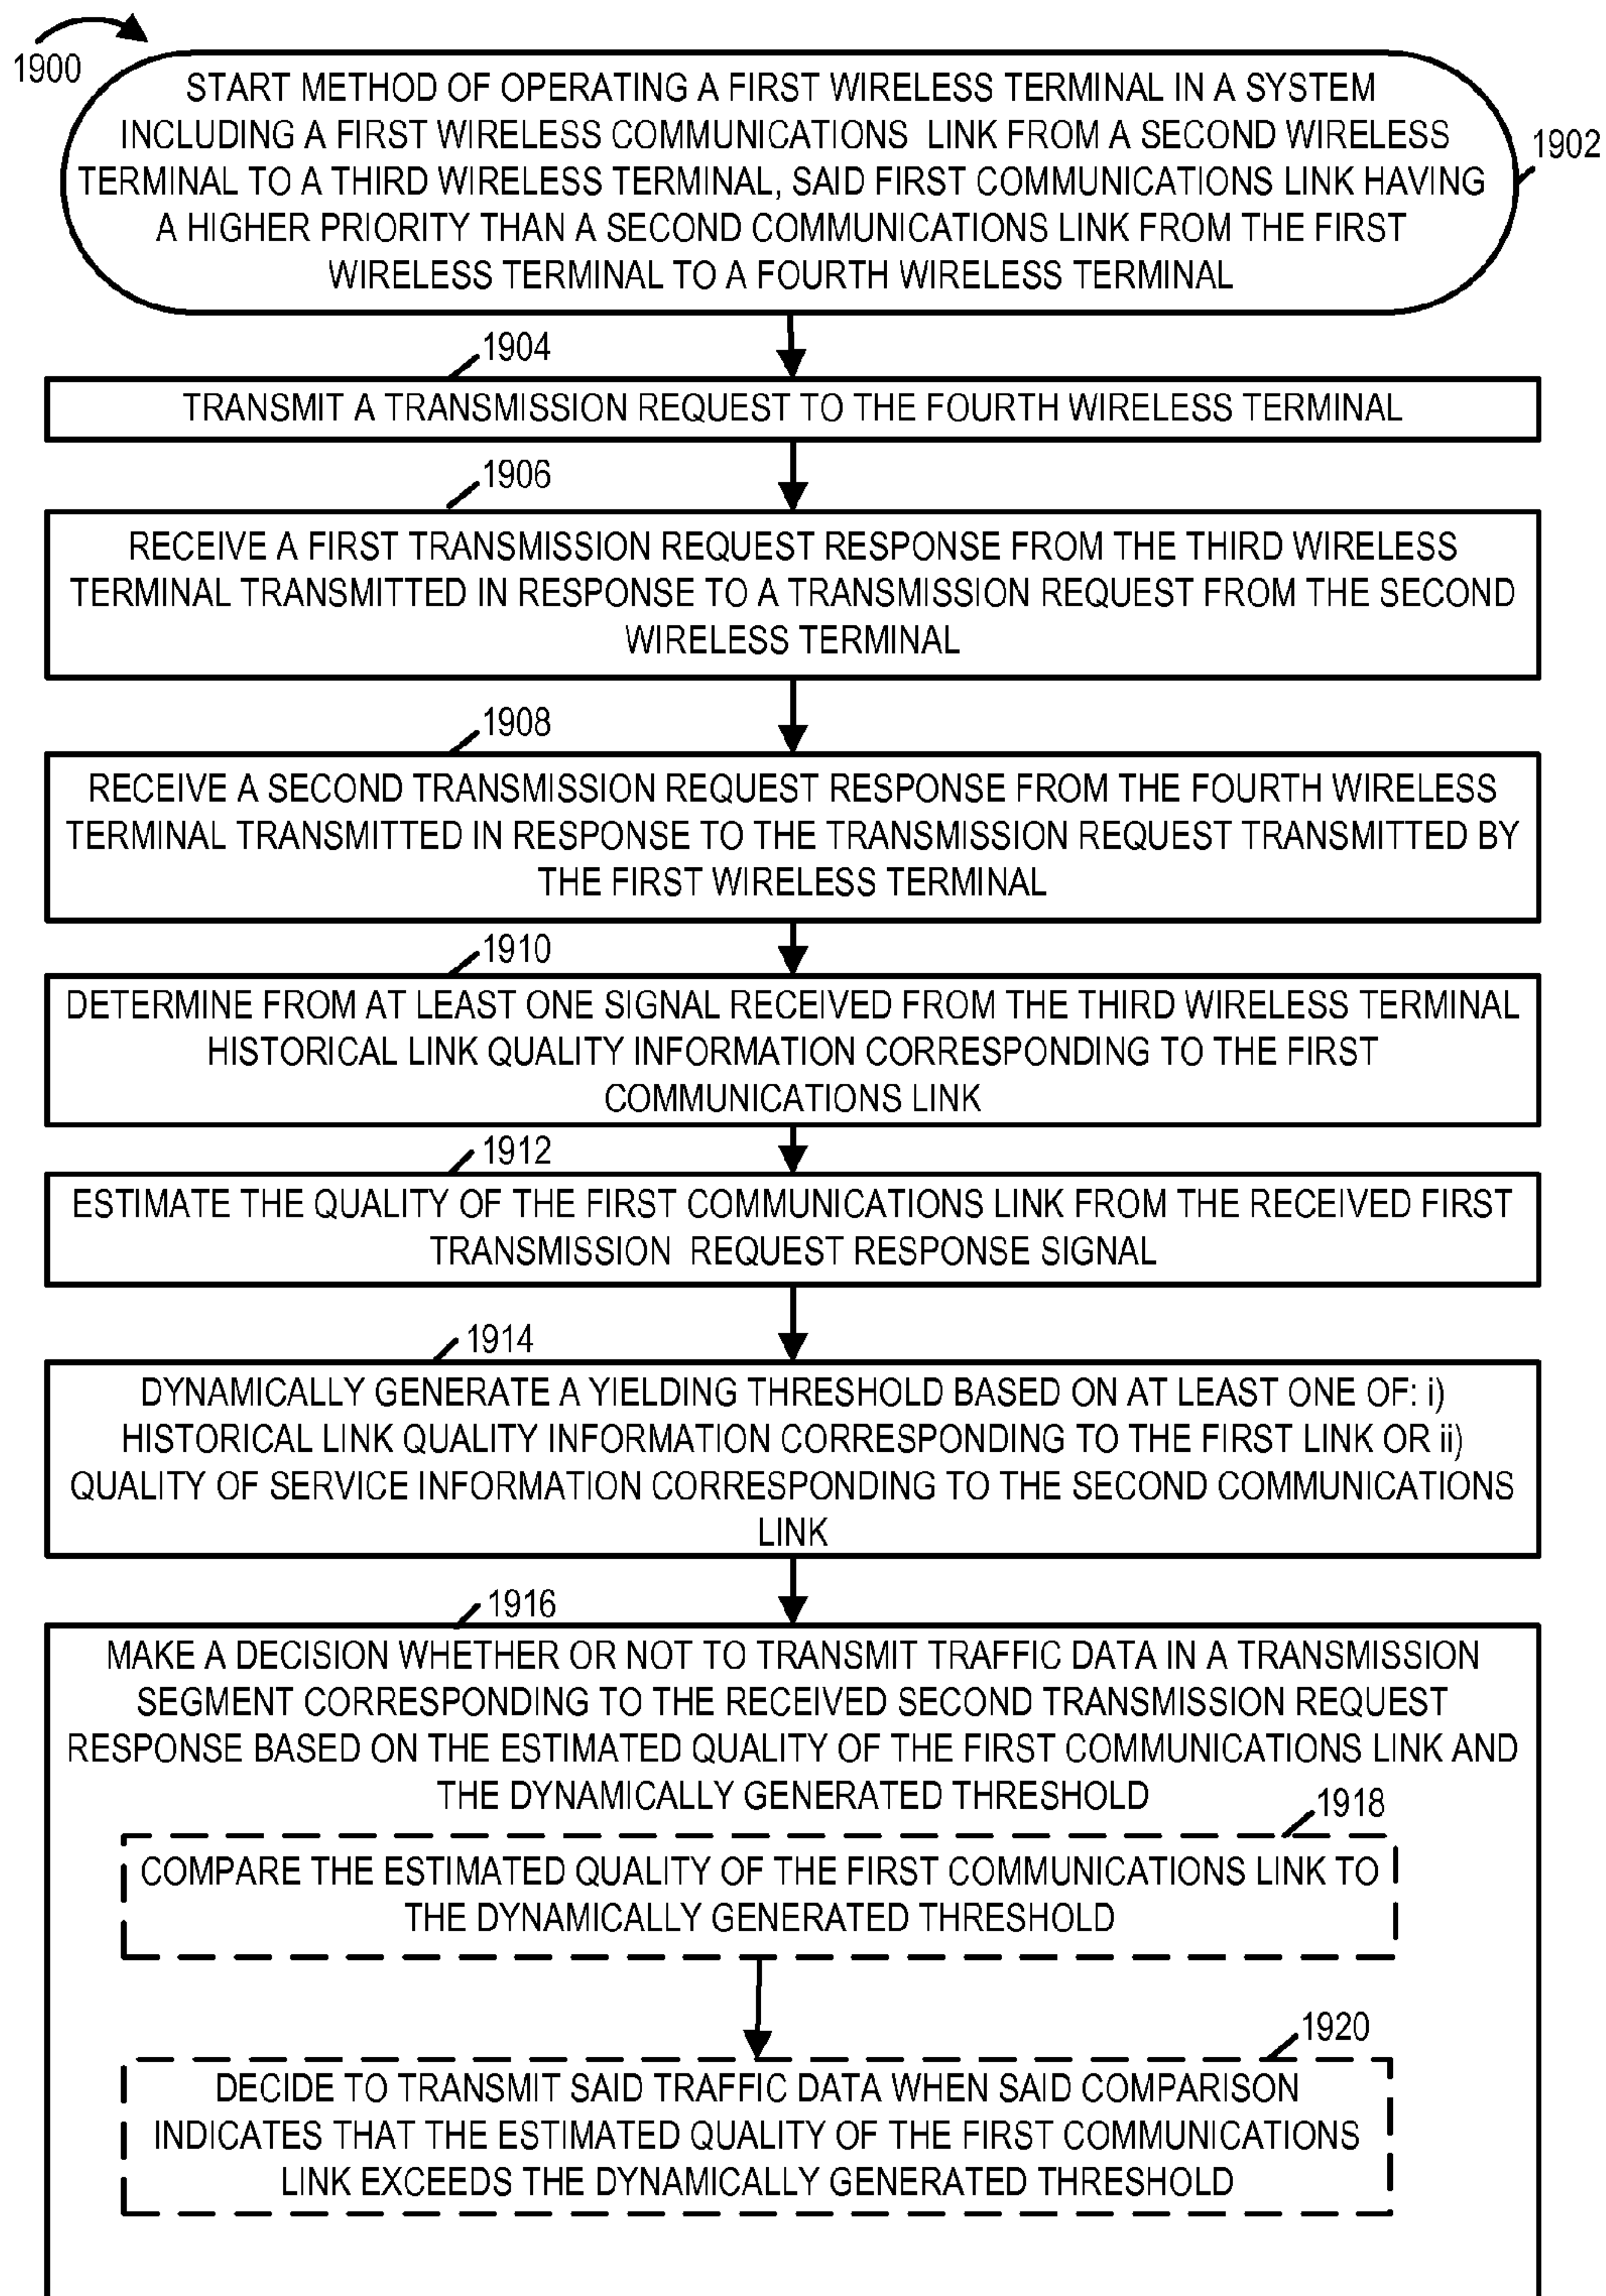 1900
START METHOD OF OPERATING A FIRST WIRELESS TERMINAL IN A SYSTEM
INCLUDING A FIRST WIRELESS COMMUNICATIONS LINK FROM A SECOND WIRELESS
TERMINAL TO A THIRD WIRELESS TERMINAL, SAID FIRST COMMUNICATIONS LINK HAVING
A HIGHER PRIORITY THAN A SECOND COMMUNICATIONS LINK FROM THE FIRST
WIRELESS TERMINAL TO A FOURTH WIRELESS TERMINAL
1902
1904
TRANSMIT A TRANSMISSION REQUEST TO THE FOURTH WIRELESS TERMINAL
1906
RECEIVE A FIRST TRANSMISSION REQUEST RESPONSE FROM THE THIRD WIRELESS
TERMINAL TRANSMITTED IN RESPONSE TO A TRANSMISSION REQUEST FROM THE SECOND
WIRELESS TERMINAL
1908
RECEIVE A SECOND TRANSMISSION REQUEST RESPONSE FROM THE FOURTH WIRELESS
TERMINAL TRANSMITTED IN RESPONSE TO THE TRANSMISSION REQUEST TRANSMITTED BY
THE FIRST WIRELESS TERMINAL
1910
DETERMINE FROM AT LEAST ONE SIGNAL RECEIVED FROM THE THIRD WIRELESS TERMINAL
HISTORICAL LINK QUALITY INFORMATION CORRESPONDING TO THE FIRST
COMMUNICATIONS LINK
1912
ESTIMATE THE QUALITY OF THE FIRST COMMUNICATIONS LINK FROM THE RECEIVED FIRST
TRANSMISSION REQUEST RESPONSE SIGNAL
1914
DYNAMICALLY GENERATE A YIELDING THRESHOLD BASED ON AT LEAST ONE OF: i)
HISTORICAL LINK QUALITY INFORMATION CORRESPONDING TO THE FIRST LINK OR ii)
QUALITY OF SERVICE INFORMATION CORRESPONDING TO THE SECOND COMMUNICATIONS
LINK
1916
MAKE A DECISION WHETHER OR NOT TO TRANSMIT TRAFFIC DATA IN A TRANSMISSION
SEGMENT CORRESPONDING TO THE RECEIVED SECOND TRANSMISSION REQUEST
RESPONSE BASED ON THE ESTIMATED QUALITY OF THE FIRST COMMUNICATIONS LINK AND
THE DYNAMICALLY GENERATED THRESHOLD
1918
COMPARE THE ESTIMATED QUALITY OF THE FIRST COMMUNICATIONS LINK TO
THE DYNAMICALLY GENERATED THRESHOLD
1920
DECIDE TO TRANSMIT SAID TRAFFIC DATA WHEN SAID COMPARISON
INDICATES THAT THE ESTIMATED QUALITY OF THE FIRST COMMUNICATIONS
LINK EXCEEDS THE DYNAMICALLY GENERATED THRESHOLD